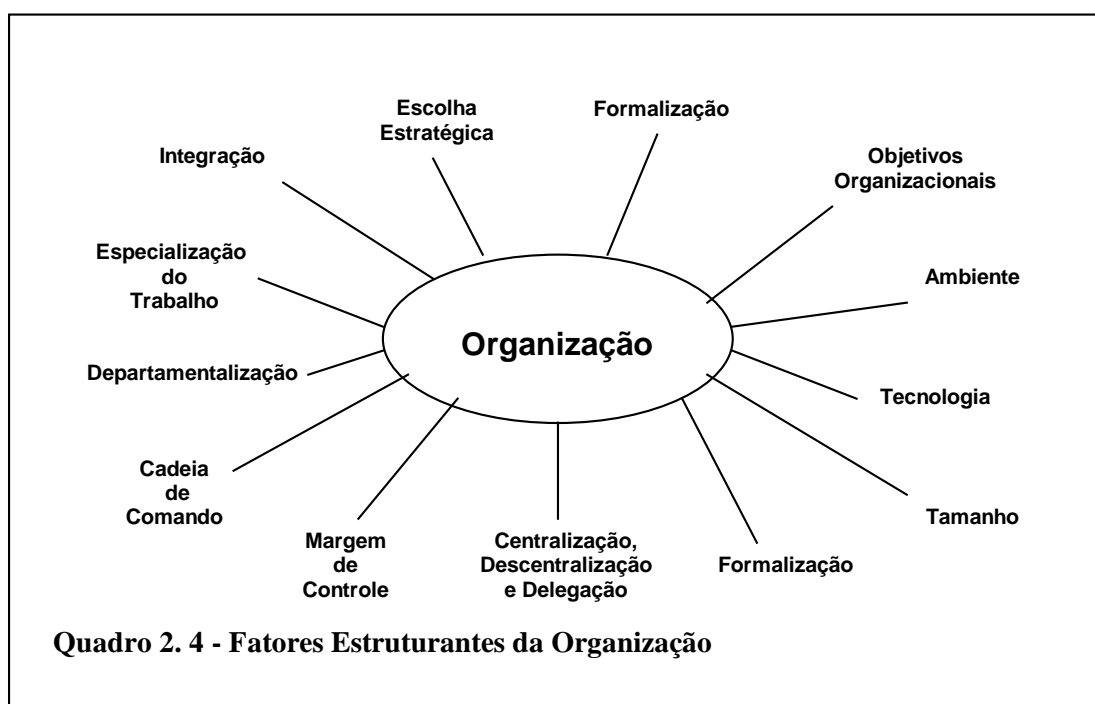 Escolha
Estratégica
Formalização
Integração
Objetivos
Organizacionais
Especialização
do
Trabalho
Ambiente
Organização
Departamentalização
Tecnologia
Cadeia
de
Comando
Tamanho
Margem
de
Controle
Centralização,
Descentralização
e Delegação
Formalização
Quadro 2. 4 - Fatores Estruturantes da Organização